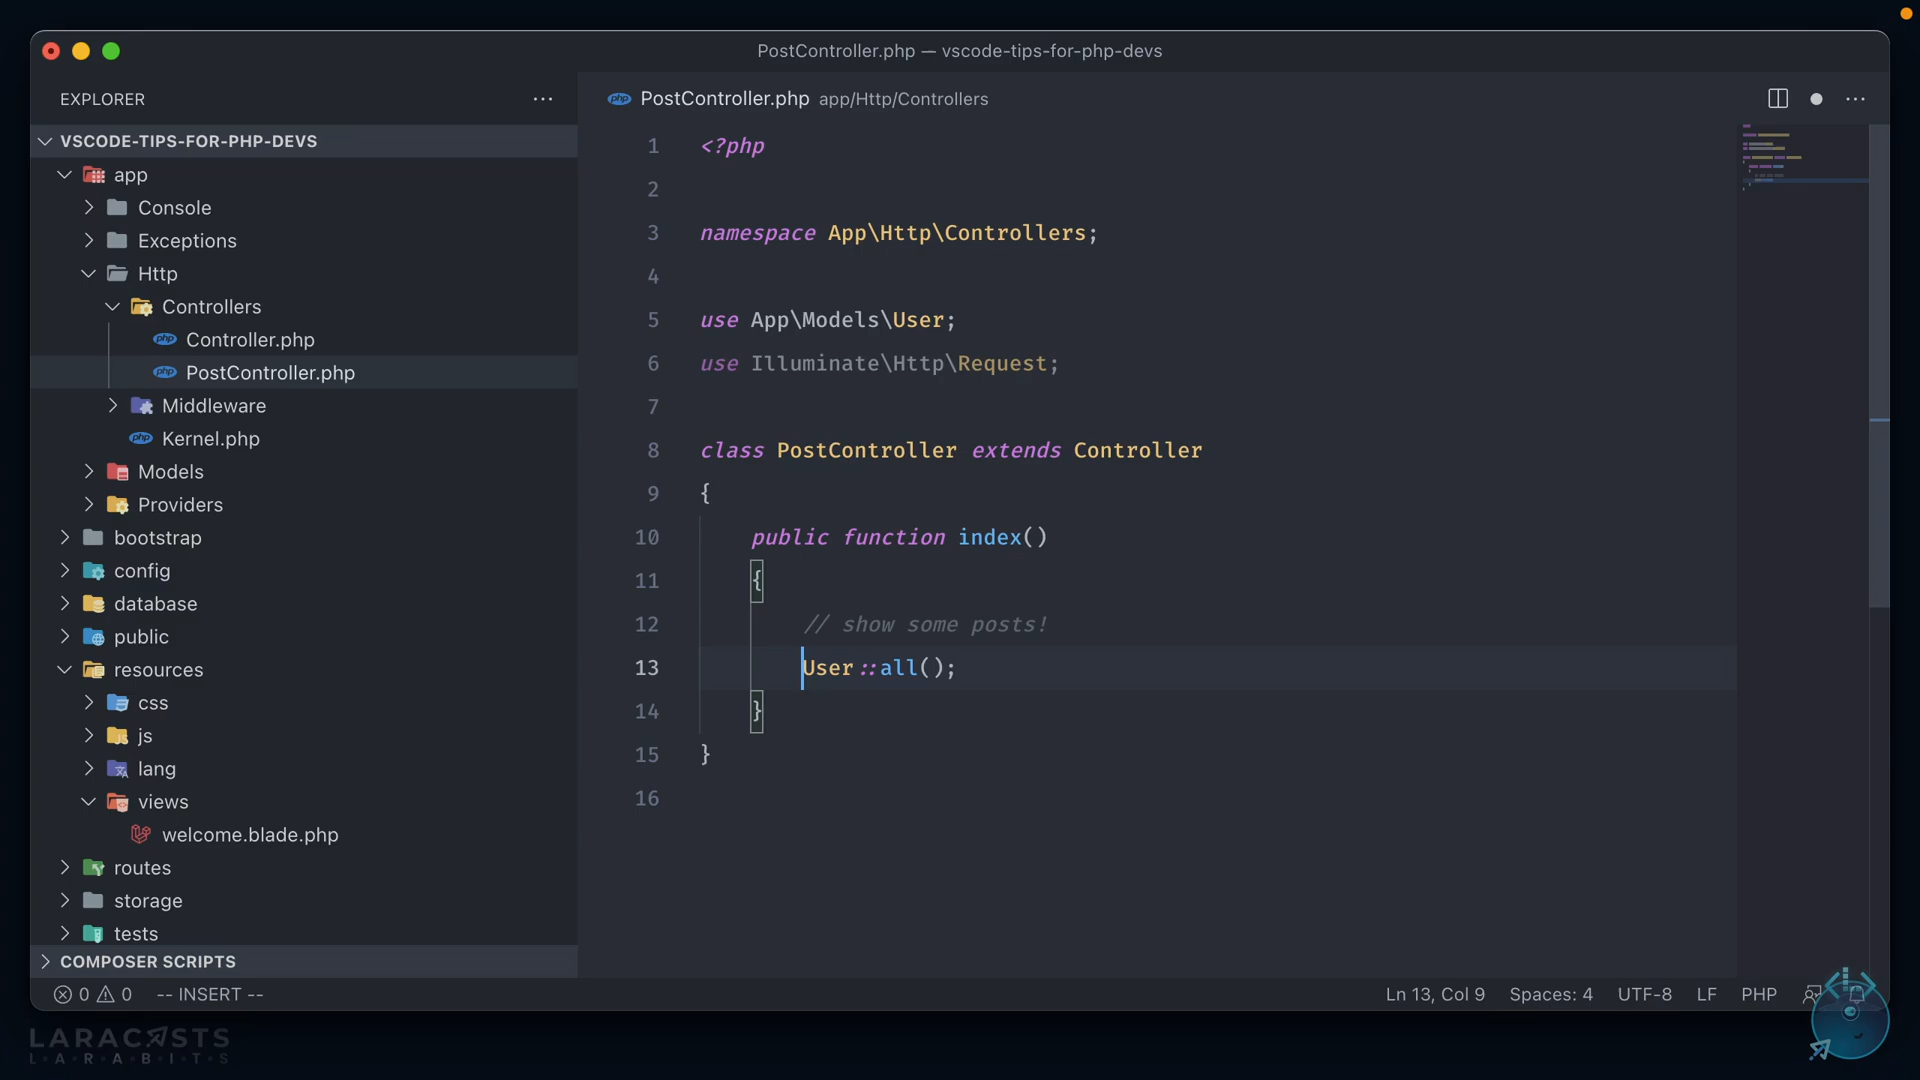 PostController.php — vscode-tips-for-php-devs
EXPLORER
VSCODE-TIPS-FOR-PHP-DEVS
app
Console
Exceptions
Http
Controllers
php Controller.php
php PostController.php
Middleware
php Kernel.php
Models
Providers
bootstrap
config
database
public
resources
css
js
lang
views
welcome.blade.php
routes
storage
tests
COMPOSER SCRIPTS
php PostController.php app/Http/Controllers
1 <?php
2
3 namespace App\Http\Controllers;
4
5 use App\Models\User;
6 use Illuminate\Http\Request;
7
8 class PostController extends Controller
9 {
10 public function index()
11 {
12 // show some posts!
13 User::all();
14 }
15 }
16
0 0 -- INSERT --
Ln 13, Col 9 Spaces: 4 UTF-8 LF PHP
LARACASTS
L·A·R·A·B·I·T·S